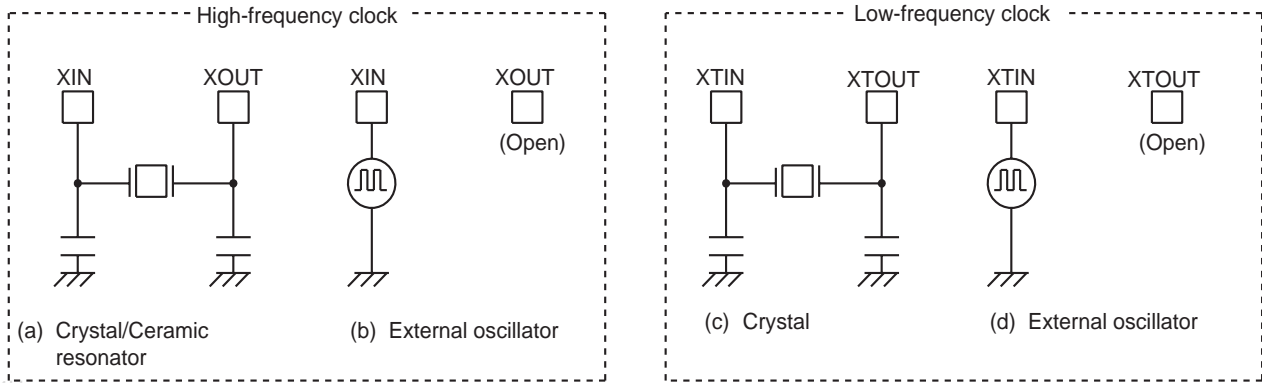 High-frequency clock
XIN XOUT XIN XOUT
(Open)
(a) Crystal/Ceramic
resonator
(b) External oscillator
Low-frequency clock
XTIN XTOUT XTIN XTOUT
(Open)
(c) Crystal
(d) External oscillator